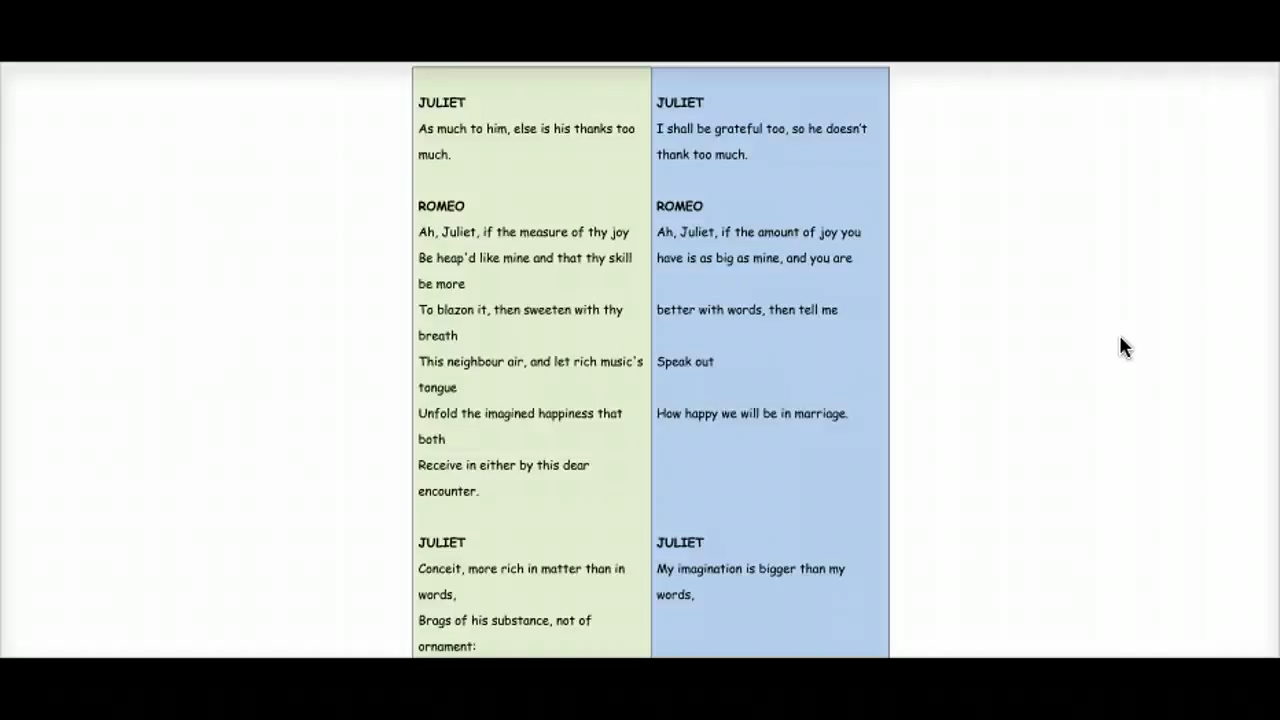 JULIET
As much to him, else is his thanks too
much.
ROMEO
Ah, Juliet, if the measure of thy joy
Be heap'd like mine and that thy skill
be more
To blazon it, then sweeten with thy
breath
This neighbour air, and let rich music's
tongue
Unfold the imagined happiness that
both
Receive in either by this dear
encounter.
JULIET
Conceit, more rich in matter than in
words,
Brags of his substance, not of
ornament:
JULIET
I shall be grateful too, so he doesn't
thank too much.
ROMEO
Ah, Juliet, if the amount of joy you
have is as big as mine, and you are
better with words, then tell me
Speak out
How happy we will be in marriage.
JULIET
My imagination is bigger than my
words,